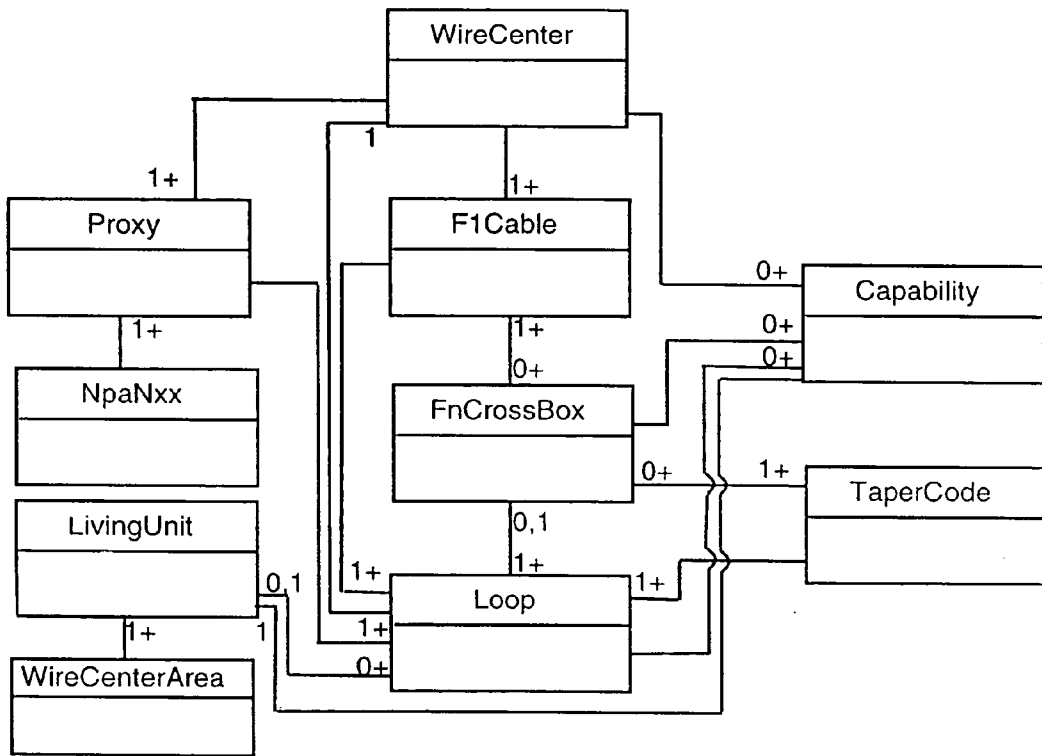 WireCenter
1
1+
1+
Proxy
F1Cable
0+
Capability
1+
1+
0+
0+
0+
NpaNxx
FnCrossBox
0+
1+
TaperCode
LivingUnit
0,1
0,1
1+
1+
1+
Loop
1+
1
1+
0+
WireCenterArea